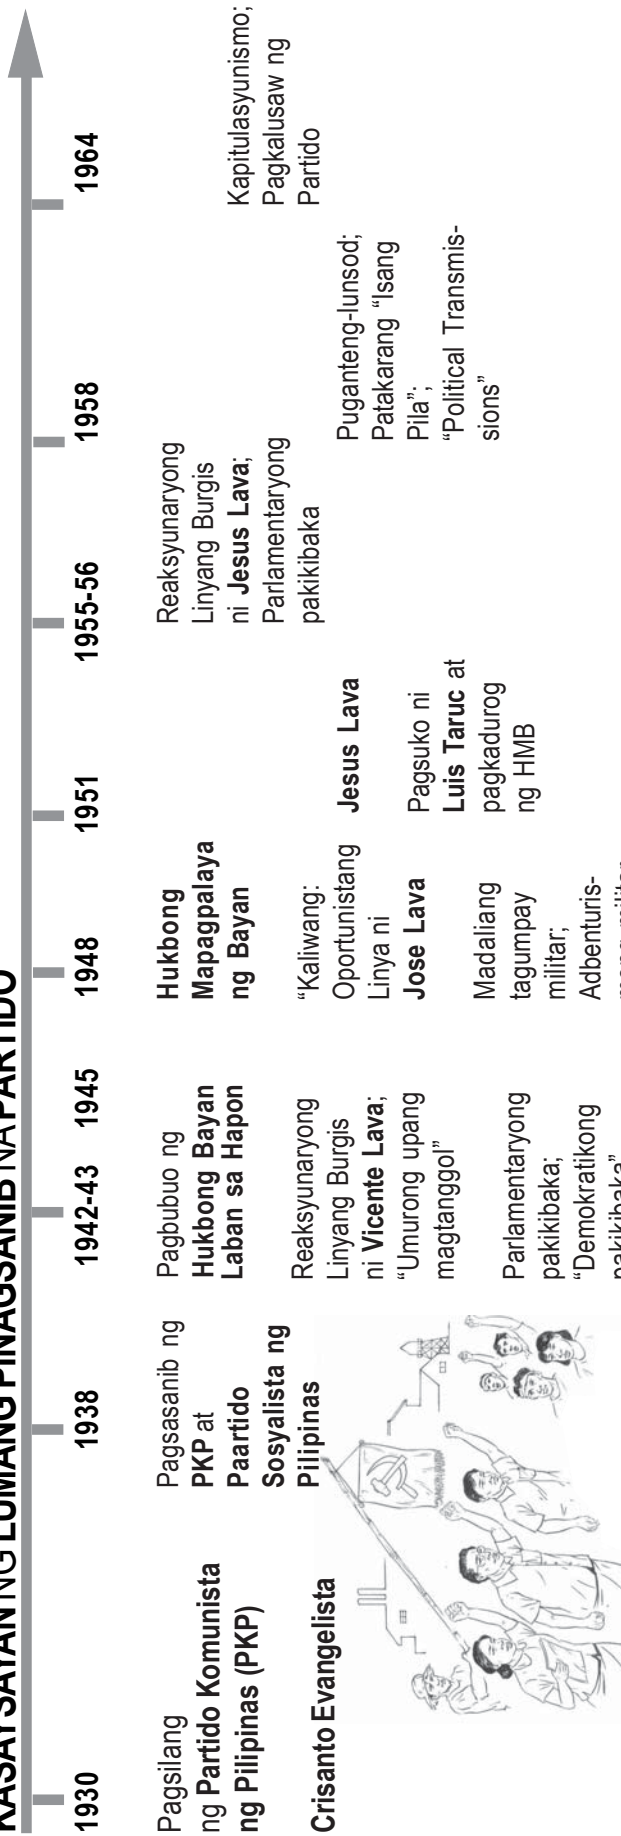 KASAYSAYAN NG LUMANG PINAGSANIB NA PARTIDO
1930
Pagsilang
ng Partido Komunista
ng Pilipinas (PKP)
Crisanto Evangelista
1938
Pagsasanib ng
PKP at
Paartido
Sosyalista ng
Pilipinas
1942-43
1945
Pagbubuo ng
Hukbong Bayan
Laban sa Hapon
Reaksyunaryong
Linyang Burgis
ni Vicente Lava;
“Umurong upang
magtanggol”
Parlamentaryong
pakikibaka;
“Demokratikong
pakikibaka”
1948
Hukbong
Mapagpalaya
ng Bayan
“Kaliwang:
Oportunistang
Linya ni
Jose Lava
Madaliang
tagumpay
militar;
Adbenturis-
1951
Jesus Lava
Pagsuko ni
Luis Taruc at
pagkadurog
ng HMB
1955-56
Reaksyunaryong
Linyang Burgis
ni Jesus Lava;
Parlamentaryong
pakikibaka
1958
Puganteng-lunsod;
Patakarang “Isang
Pila”;
“Political Transmis-
sions”
1964
Kapitulasyunismo;
Pagkalusaw ng
Partido